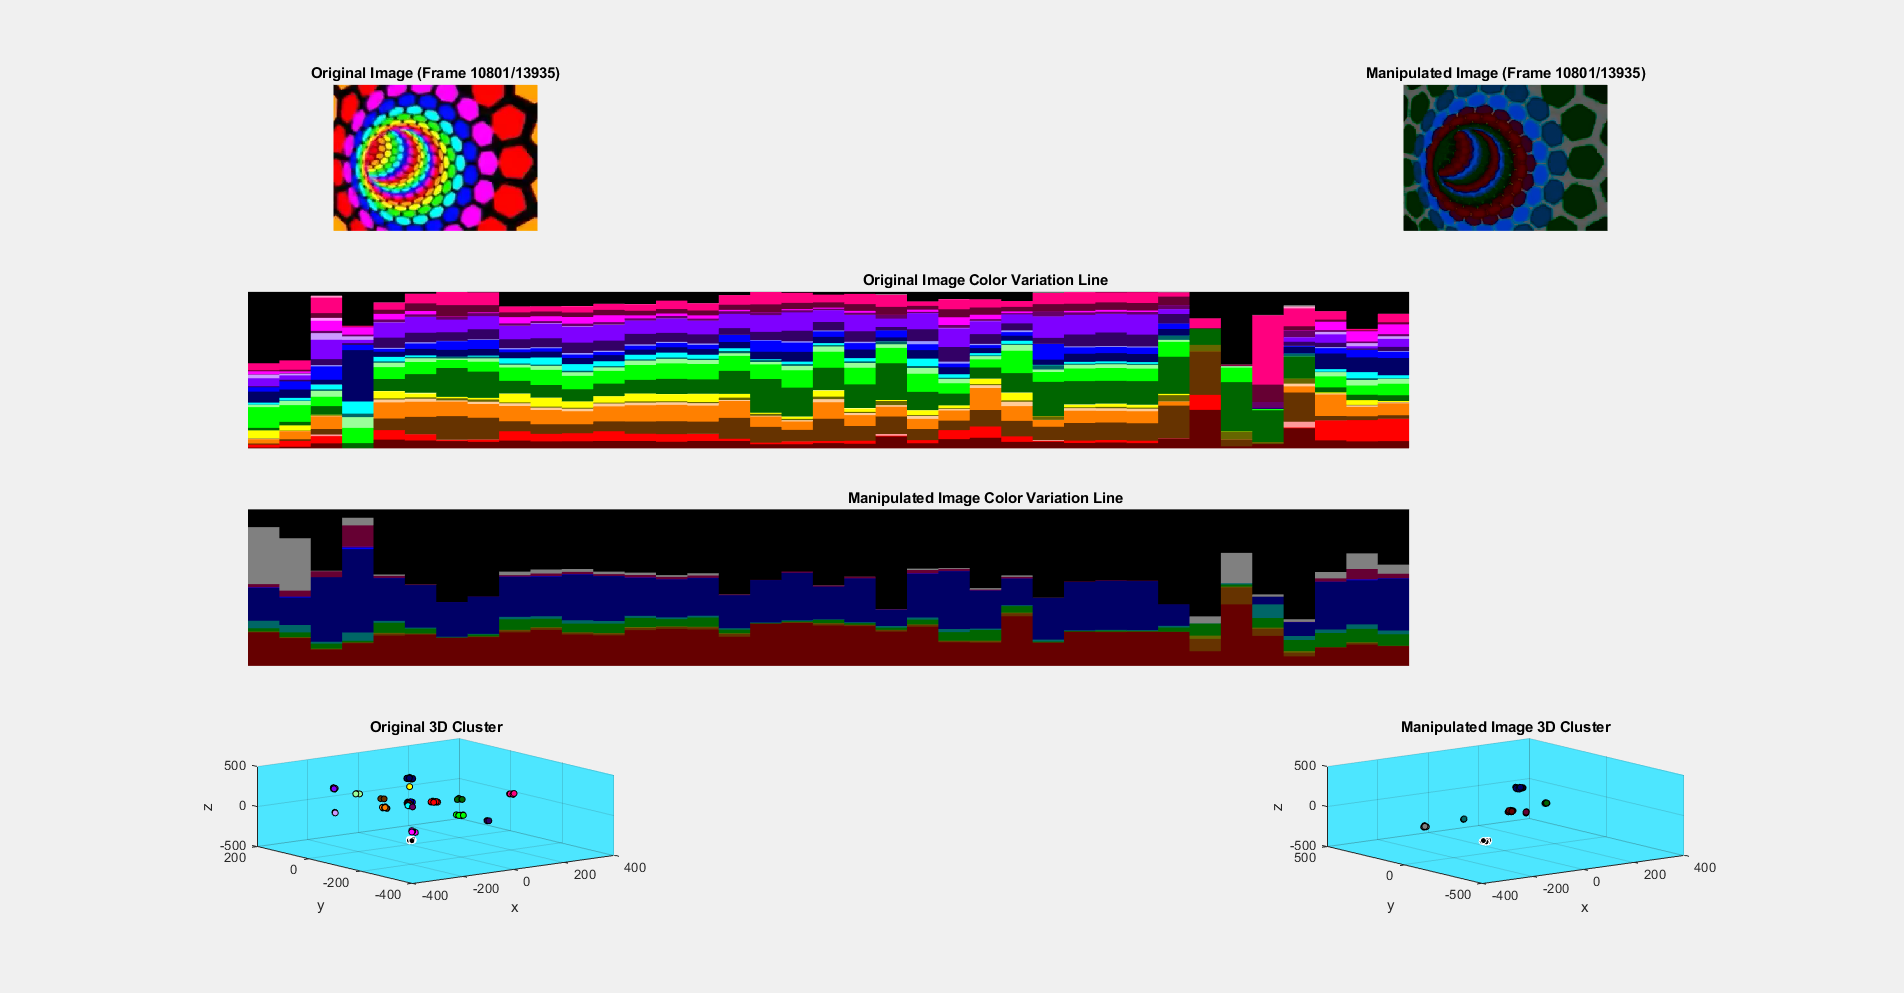 Original Image (Frame 10801/13935)
Manipulated Image (Frame 10801/13935)
Original Image Color Variation Line
Manipulated Image Color Variation Line
Original 3D Cluster
500
0
-500
z
200
0
-200
-400
y
-400
-200
0
200
400
x
Manipulated Image 3D Cluster
500
0
-500
z
500
0
-500
y
-400
-200
0
200
400
x